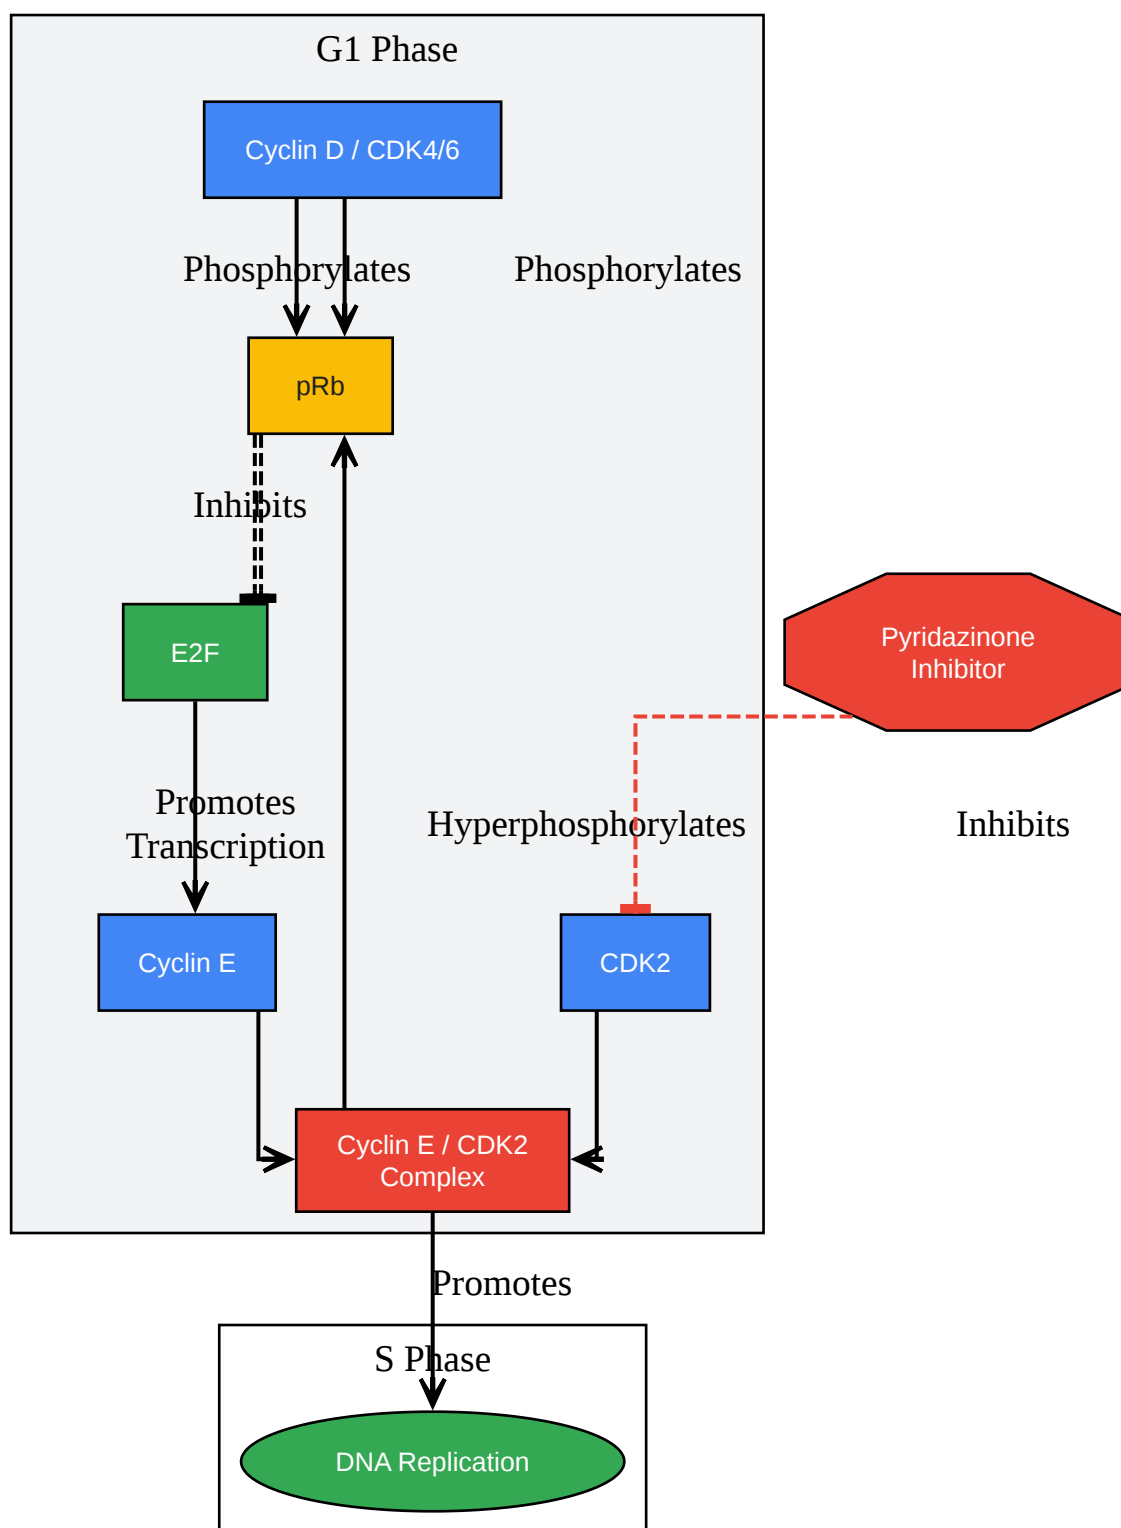 G1 Phase
Cyclin D / CDK4/6
Phosphorylates
Phosphorylates
pRb
Inhibits
E2F
Pyridazinone
Inhibitor
Promotes
Transcription
Hyperphosphorylates
Inhibits
Cyclin E
CDK2
Cyclin E / CDK2
Complex
Promotes
S Phase
DNA Replication